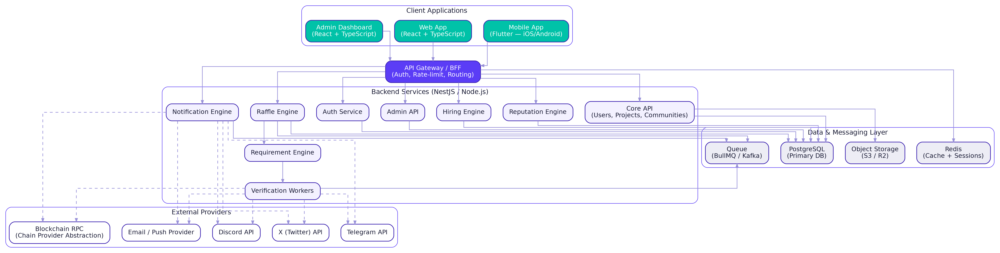 Client Applications
Admin Dashboard
(React + TypeScript)
Web App
(React + TypeScript)
Mobile App
(Flutter — iOS/Android)
API Gateway / BFF
(Auth, Rate-limit, Routing)
Backend Services (NestJS / Node.js)
Notification Engine
Raffle Engine
Auth Service
Admin API
Hiring Engine
Reputation Engine
Core API
(Users, Projects, Communities)
Requirement Engine
Verification Workers
Data & Messaging Layer
Queue
(BullMQ / Kafka)
PostgreSQL
(Primary DB)
Object Storage
(S3 / R2)
Redis
(Cache + Sessions)
External Providers
Blockchain RPC
(Chain Provider Abstraction)
Email / Push Provider
Discord API
X (Twitter) API
Telegram API